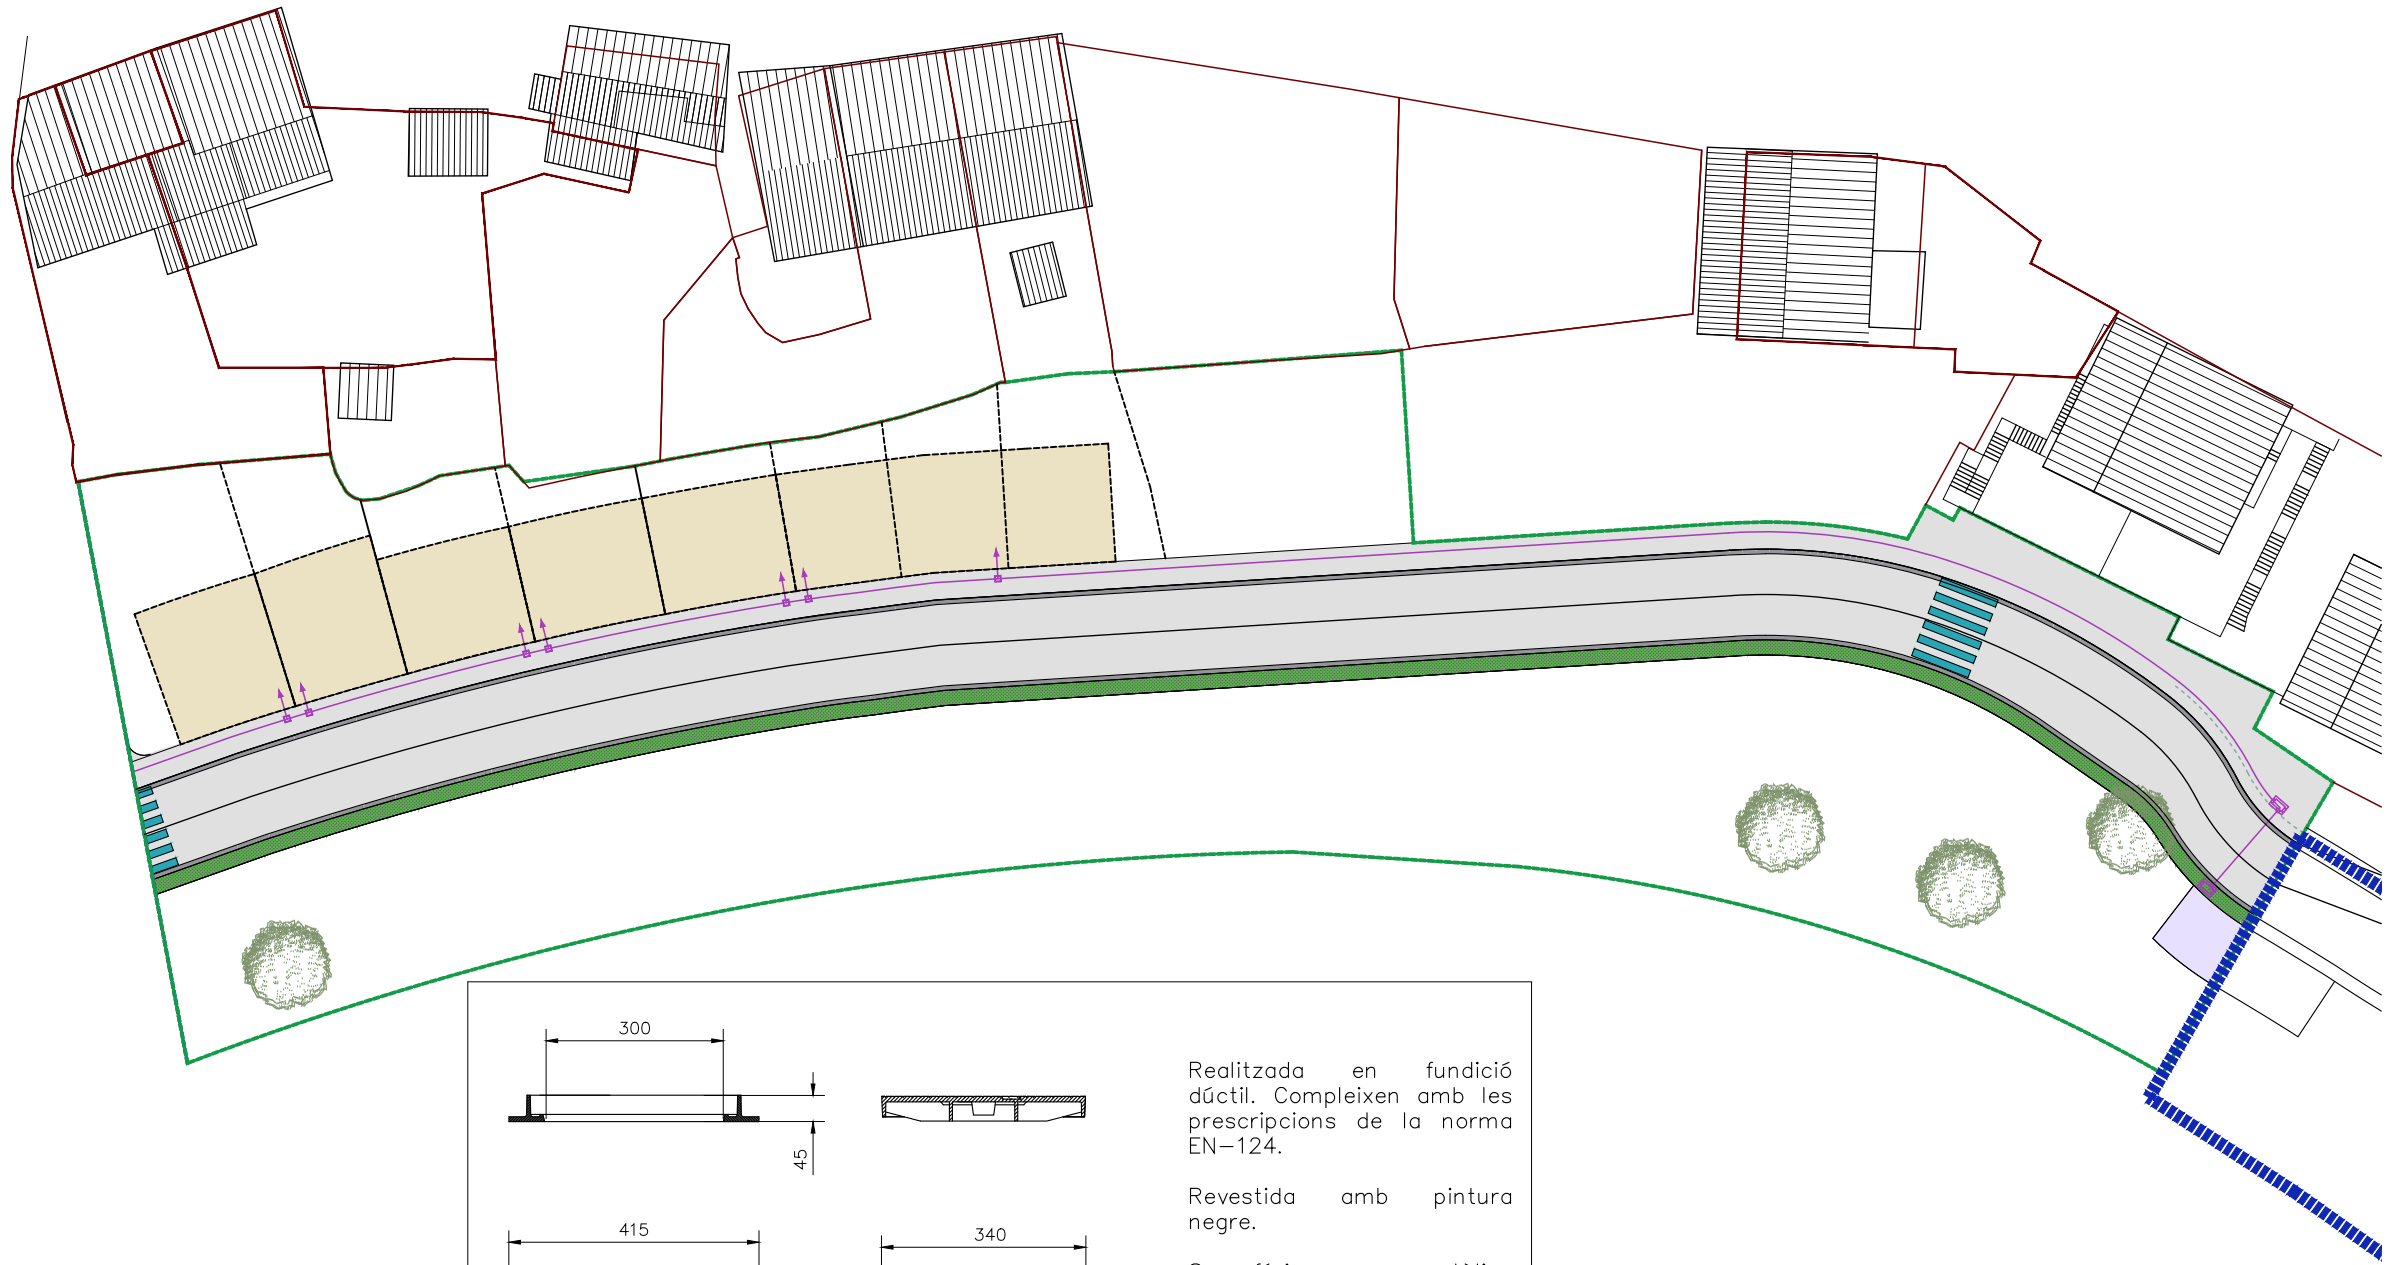 300
45
415
340
Realitzada en fundició
dúctil. Compleixen amb les
prescripcions de la norma
EN-124.
Revestida amb pintura
negre.